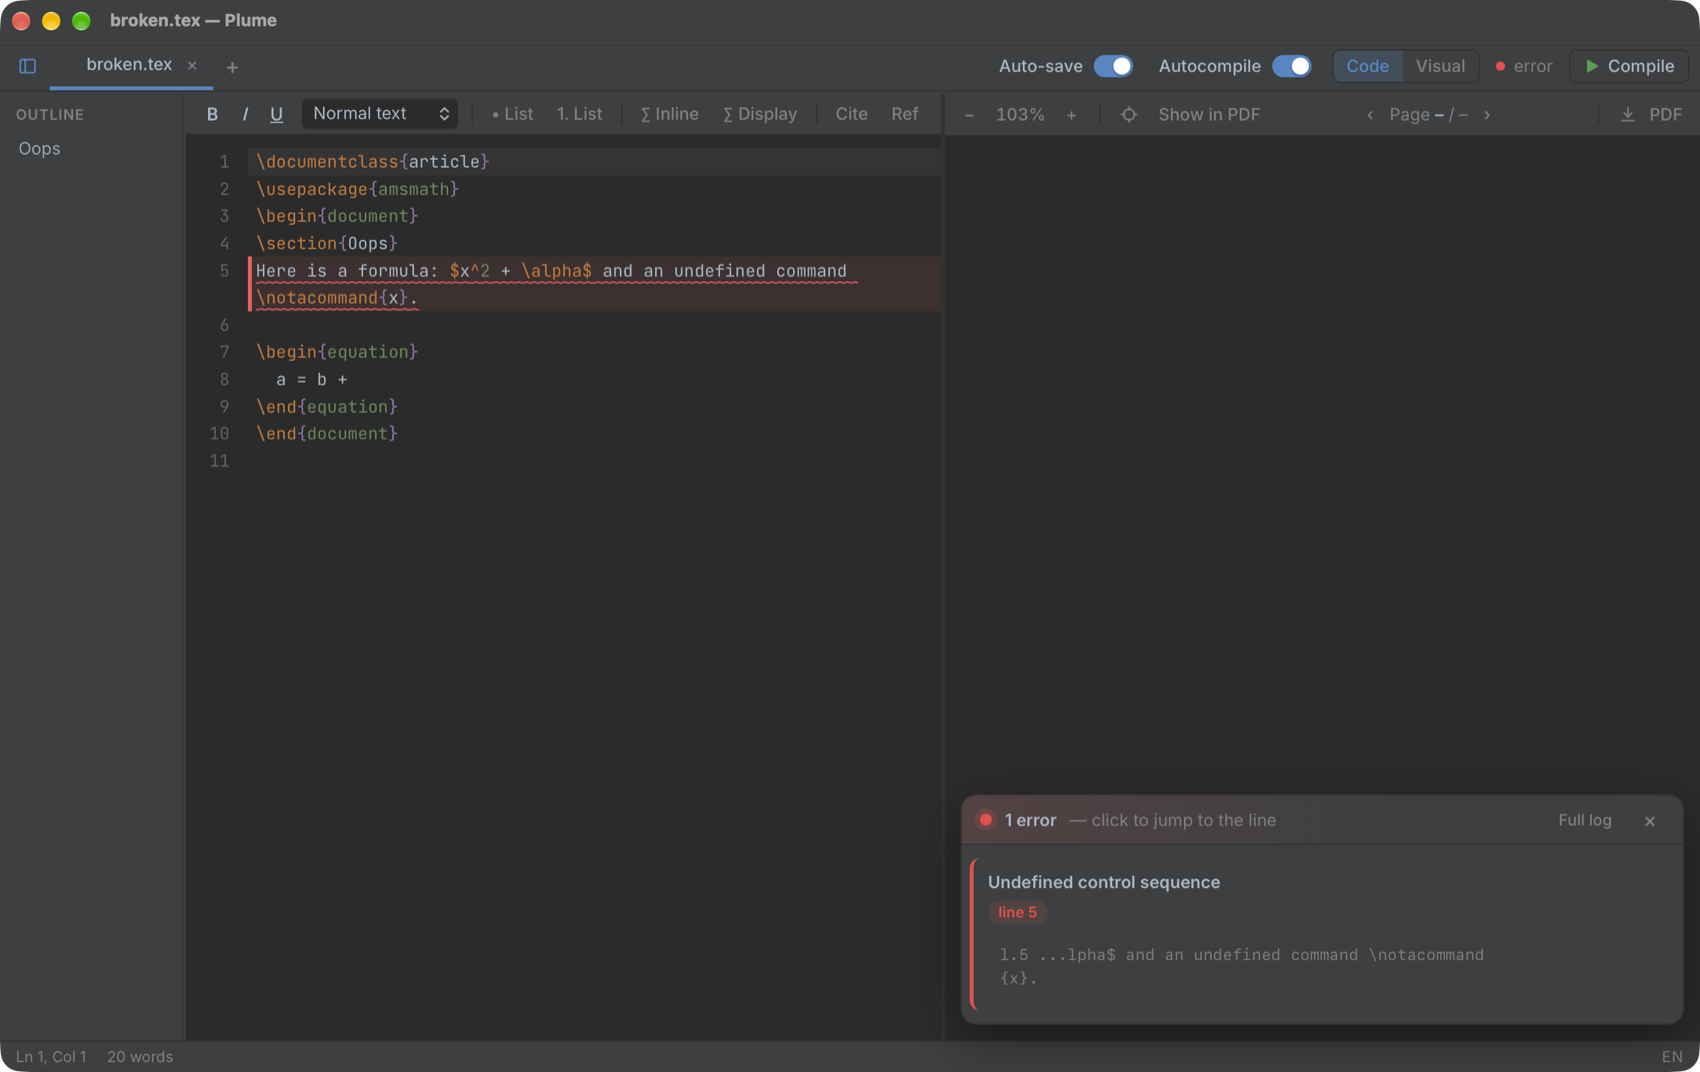 broken.tex — Plume
broken.tex × +
Auto-save Autocompile Code Visual error Compile
OUTLINE
Oops
B I U Normal text • List 1. List ∑ Inline ∑ Display Cite Ref
− 103% + Show in PDF ‹ Page – / – › PDF
1 \documentclass{article}
2 \usepackage{amsmath}
3 \begin{document}
4 \section{Oops}
5 Here is a formula: $x^2 + \alpha$ and an undefined command
\notacommand{x}.
6
7 \begin{equation}
8 a = b +
9 \end{equation}
10 \end{document}
11
1 error — click to jump to the line Full log ×
Undefined control sequence
line 5
l.5 ...lpha$ and an undefined command \notacommand
{x}.
Ln 1, Col 1 20 words EN